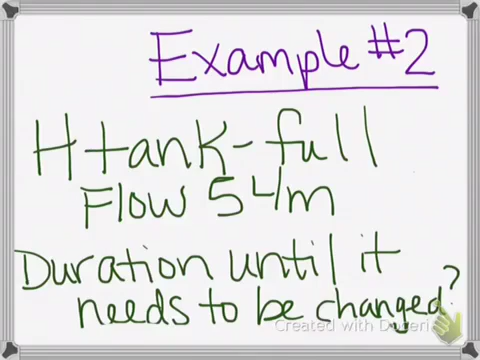 Example #2
H tank - full
Flow 5 L/m
Duration until it
needs to be changed?
Created with Doceri